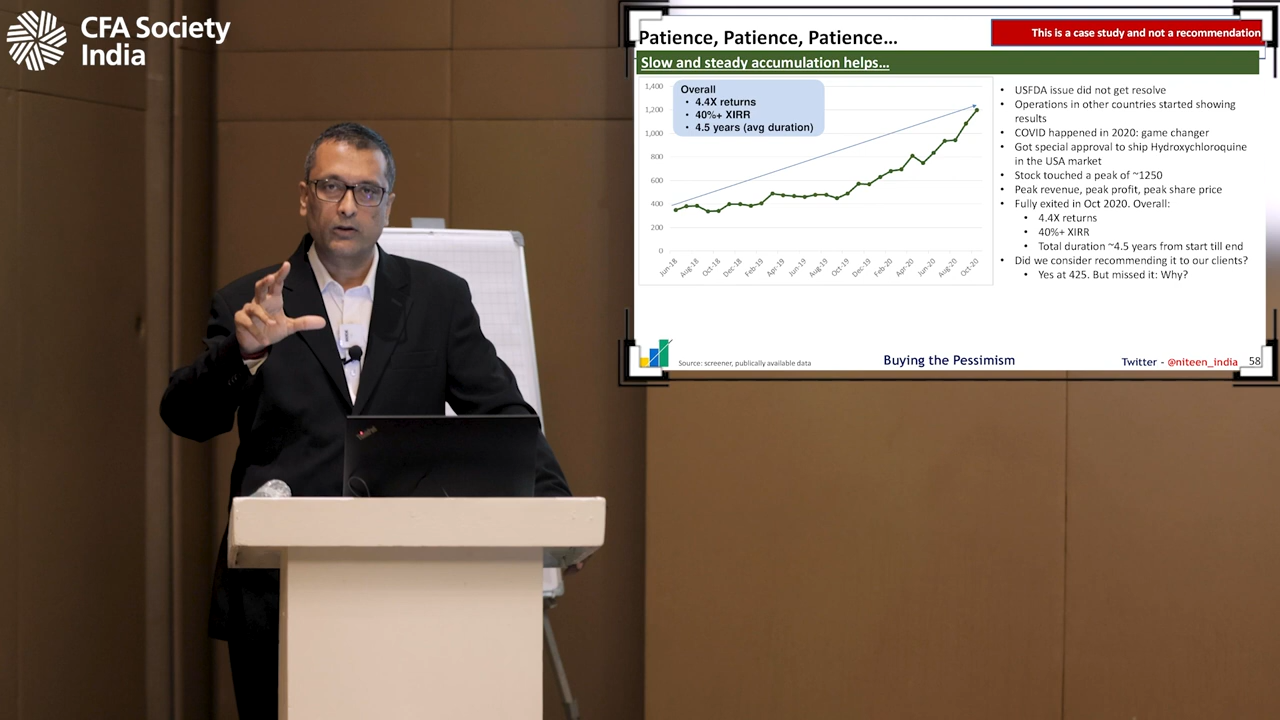 CFA Society
India
Patience, Patience, Patience…
This is a case study and not a recommendation
Slow and steady accumulation helps…
Overall
• 4.4X returns
• 40%+ XIRR
• 4.5 years (avg duration)
1,400
1,200
1,000
800
600
400
200
0
Jun-18
Aug-18
Oct-18
Dec-18
Feb-19
Apr-19
Jun-19
Aug-19
Oct-19
Dec-19
Feb-20
Apr-20
Jun-20
Aug-20
Oct-20
• USFDA issue did not get resolve
• Operations in other countries started showing
results
• COVID happened in 2020: game changer
• Got special approval to ship Hydroxychloroquine
in the USA market
• Stock touched a peak of ~1250
• Peak revenue, peak profit, peak share price
• Fully exited in Oct 2020. Overall:
• 4.4X returns
• 40%+ XIRR
• Total duration ~4.5 years from start till end
• Did we consider recommending it to our clients?
• Yes at 425. But missed it: Why?
Source: screener, publically available data
Buying the Pessimism
Twitter - @niteen_india
58